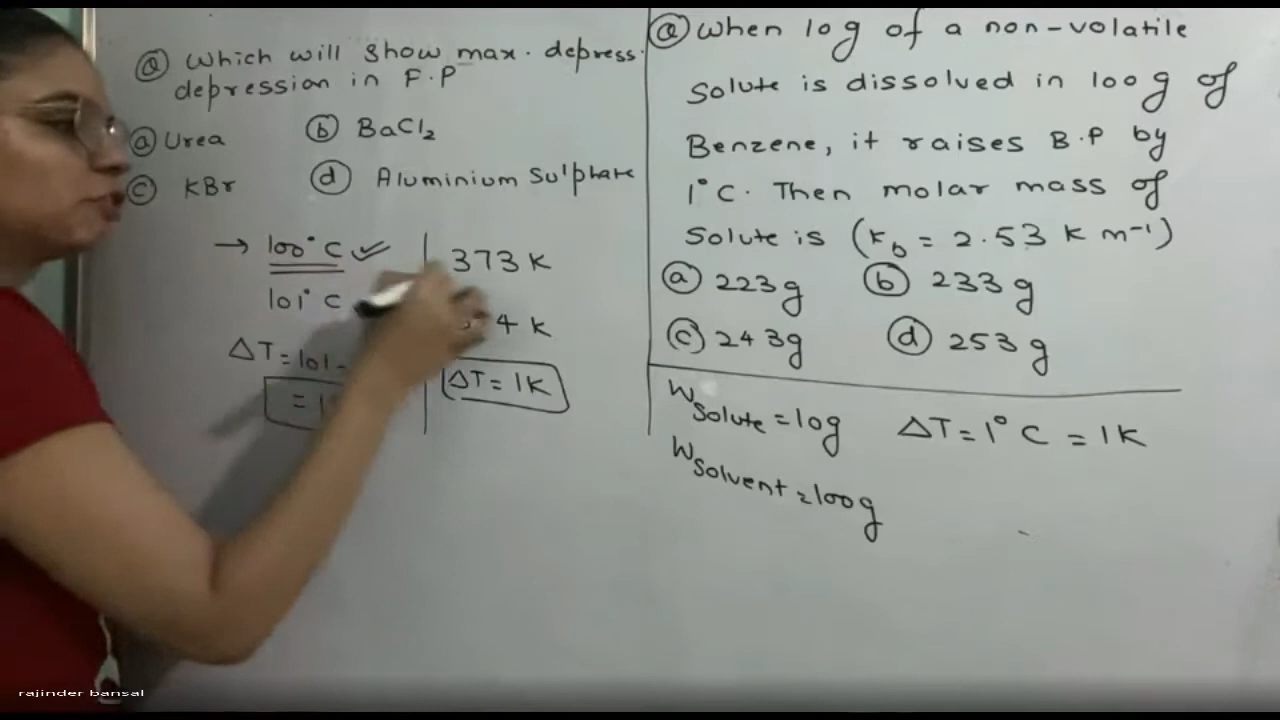 Q Which will show max. depress.
depression in F.P
a Urea
b BaCl2
c KBr
d Aluminium Sulphate
→ 100°C ✓
101°C
ΔT = 101-
= 1
373 K
4 K
ΔT = 1K
Q When 10g of a non-volatile
Solute is dissolved in 100g of
Benzene, it raises B.P by
1°C. Then molar mass of
Solute is (Kb = 2.53 K m-1)
a 223g
b 233g
c 243g
d 253g
Wsolute = 10g
ΔT = 1°C = 1K
Wsolvent = 100g
rajinder bansal